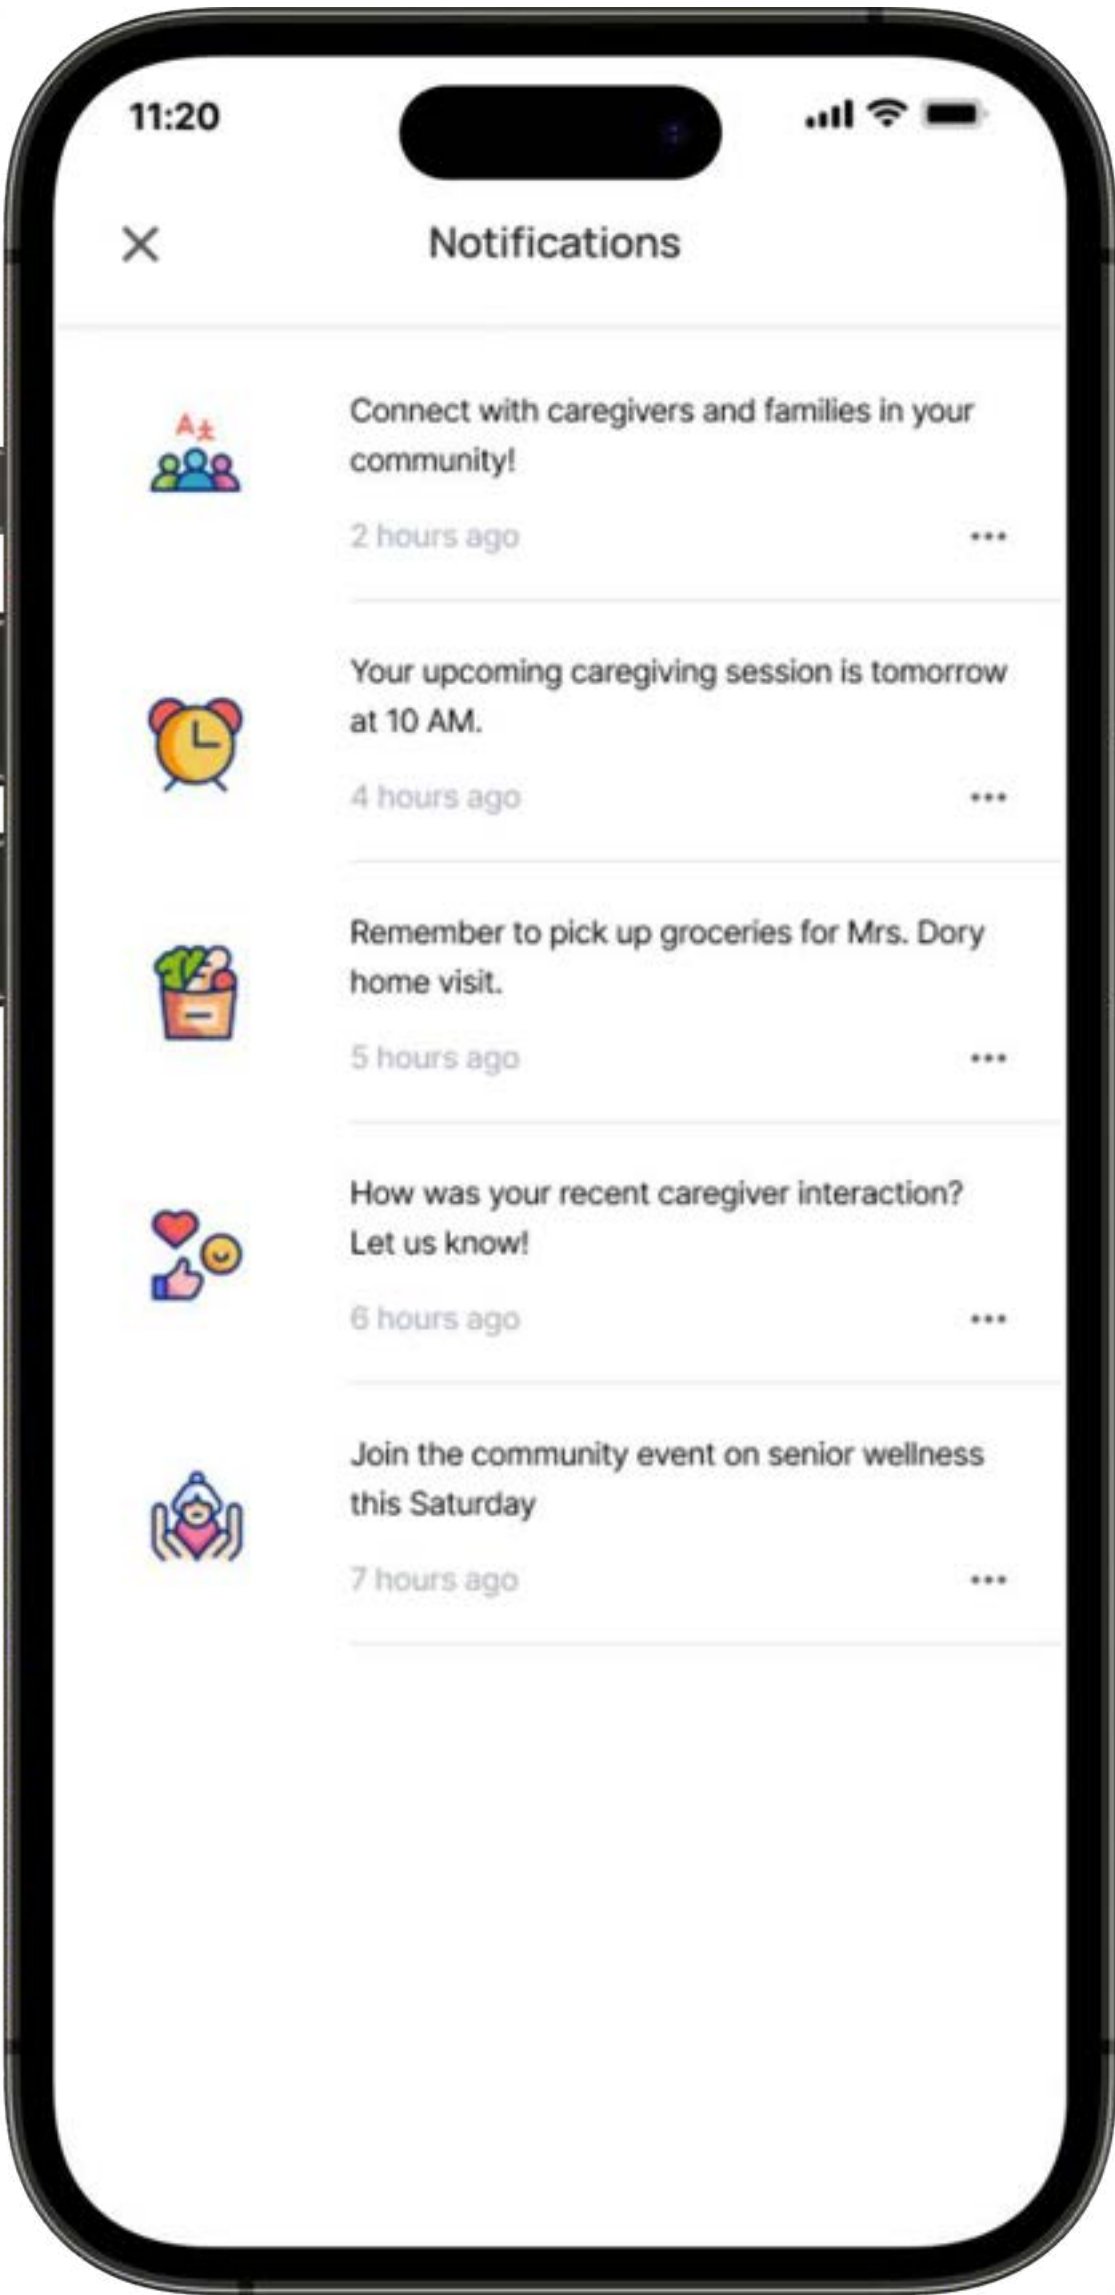 11:20
Notifications
Connect with caregivers and families in your
community!
2 hours ago
Your upcoming caregiving session is tomorrow
at 10 AM.
4 hours ago
Remember to pick up groceries for Mrs. Dory
home visit.
5 hours ago
How was your recent caregiver interaction?
Let us know!
6 hours ago
Join the community event on senior wellness
this Saturday
7 hours ago